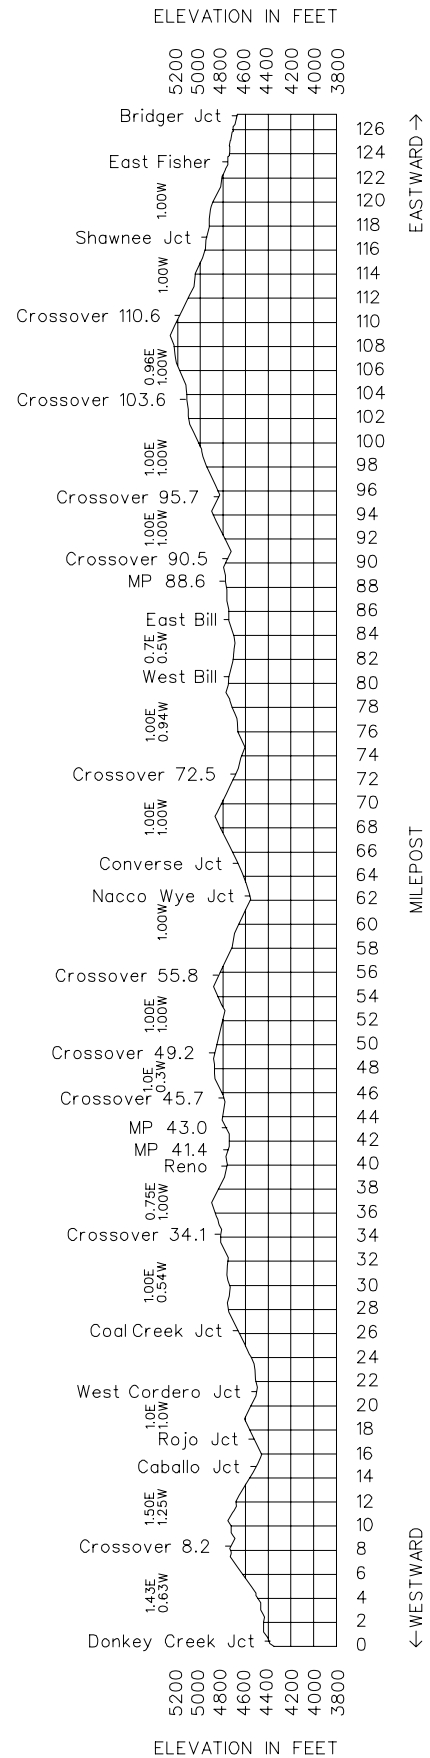 ELEVATION IN FEET
5200 5000 4800 4600 4400 4200 4000 3800
Bridger Jct
126
EASTWARD →
124
East Fisher
122
1.00W
120
118
Shawnee Jct
116
1.00W
114
112
Crossover 110.6
110
108
0.96E
1.00W
106
104
Crossover 103.6
102
100
1.00E
1.00W
98
96
Crossover 95.7
94
1.00E
1.00W
92
Crossover 90.5
90
MP 88.6
88
86
East Bill
84
0.7E
0.5W
82
West Bill
80
78
1.00E
0.94W
76
74
Crossover 72.5
72
70
1.00E
1.00W
68
66
Converse Jct
64
MILEPOST
Nacco Wye Jct
62
1.00W
60
58
Crossover 55.8
56
54
1.00E
1.00W
52
50
Crossover 49.2
48
1.0E
0.3W
46
Crossover 45.7
44
MP 43.0
42
MP 41.4
Reno
40
38
0.75E
1.00W
36
Crossover 34.1
34
32
1.00E
0.54W
30
28
Coal Creek Jct
26
24
22
West Cordero Jct
20
1.0E
1.0W
18
Rojo Jct
16
Caballo Jct
14
1.50E
1.25W
12
10
Crossover 8.2
8
6
1.43E
0.63W
4
2
Donkey Creek Jct
0
← WESTWARD
5200 5000 4800 4600 4400 4200 4000 3800
ELEVATION IN FEET